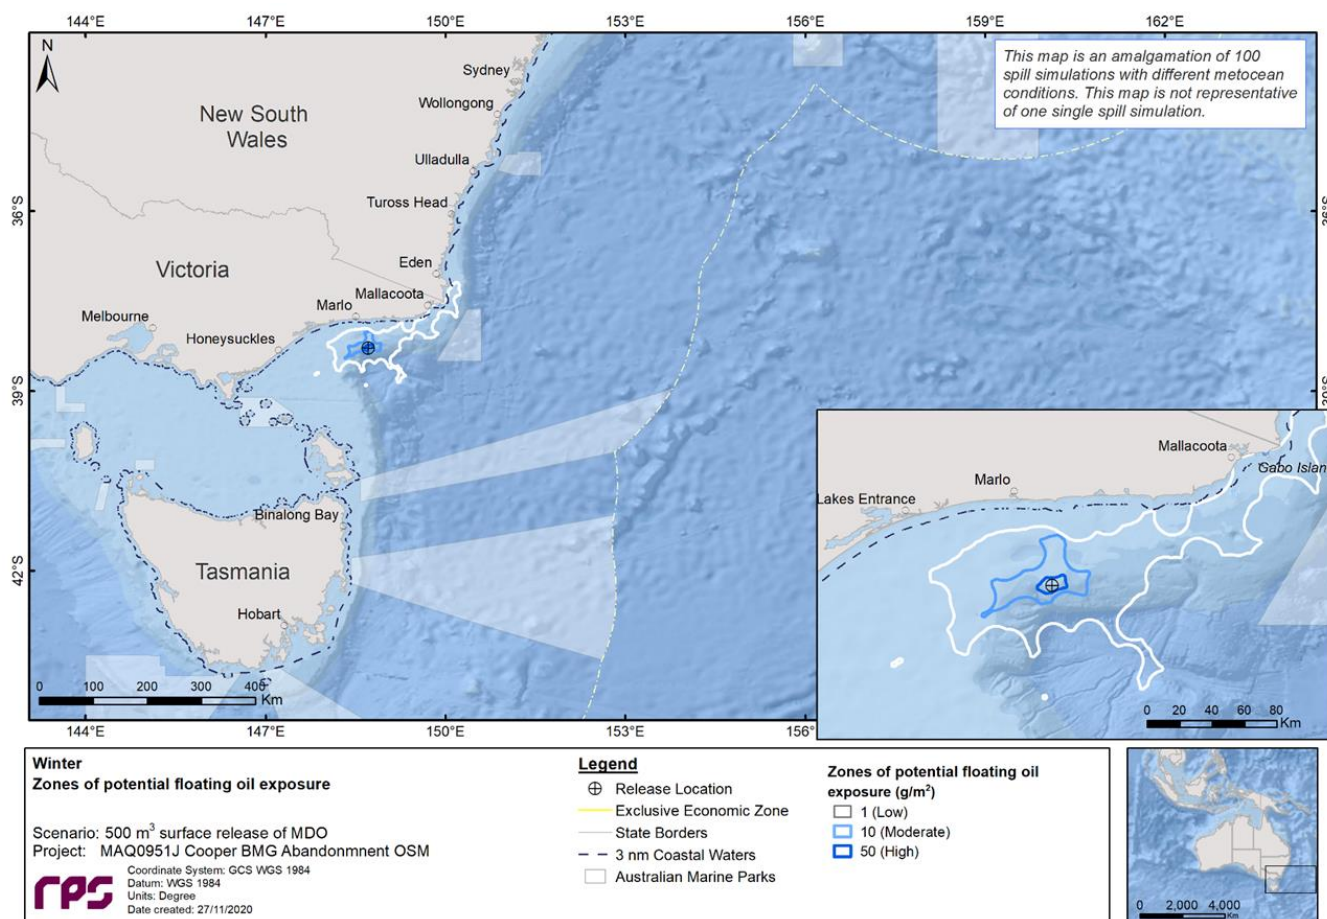 144°E 147°E 150°E 153°E 156°E 159°E 162°E
N
This map is an amalgamation of 100
spill simulations with different metocean
conditions. This map is not representative
of one single spill simulation.
Sydney
Wollongong
New South
Wales
Ulladulla
Tuross Head
36°S
36°S
Eden
Victoria
Mallacoota
Marlo
Melbourne
Honeysuckles
39°S
39°S
Binalong Bay
42°S
Tasmania
Hobart
0 100 200 300 400
Km
Mallacoota
Gabo Islan
Marlo
Lakes Entrance
0 20 40 60 80
Km
144°E 147°E 150°E 153°E 156°
Winter
Zones of potential floating oil exposure
Scenario: 500 m³ surface release of MDO
Project: MAQ0951J Cooper BMG Abandonmnent OSM
rps
Coordinate System: GCS WGS 1984
Datum: WGS 1984
Units: Degree
Date created: 27/11/2020
Legend
Release Location
Exclusive Economic Zone
State Borders
3 nm Coastal Waters
Australian Marine Parks
Zones of potential floating oil
exposure (g/m²)
1 (Low)
10 (Moderate)
50 (High)
0 2,000 4,000
Km